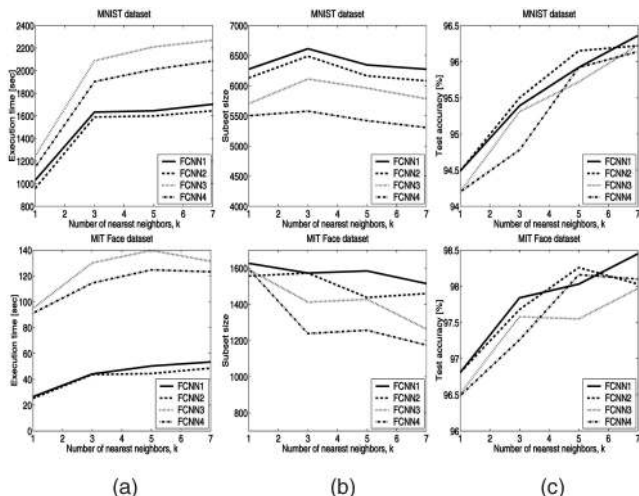 MNIST dataset
MNIST dataset
MNIST dataset
2400
2200
2000
1800
1600
1400
1200
1000
800
Execution time [sec]
1 2 3 4 5 6 7
Number of nearest neighbors, k
FCNN1
FCNN2
FCNN3
FCNN4
7500
7000
6500
6000
5500
5000
4500
4000
Subset size
1 2 3 4 5 6 7
Number of nearest neighbors, k
FCNN1
FCNN2
FCNN3
FCNN4
96.5
96
95.5
95
94.5
94
Test accuracy [%]
1 2 3 4 5 6 7
Number of nearest neighbors, k
FCNN1
FCNN2
FCNN3
FCNN4
MIT Face dataset
MIT Face dataset
MIT Face dataset
140
120
100
80
60
40
20
0
Execution time [sec]
1 2 3 4 5 6 7
Number of nearest neighbors, k
FCNN1
FCNN2
FCNN3
FCNN4
1600
1400
1200
1000
800
Subset size
1 2 3 4 5 6 7
Number of nearest neighbors, k
FCNN1
FCNN2
FCNN3
FCNN4
98.5
98
97.5
97
96.5
96
Test accuracy [%]
1 2 3 4 5 6 7
Number of nearest neighbors, k
FCNN1
FCNN2
FCNN3
FCNN4
(a)
(b)
(c)